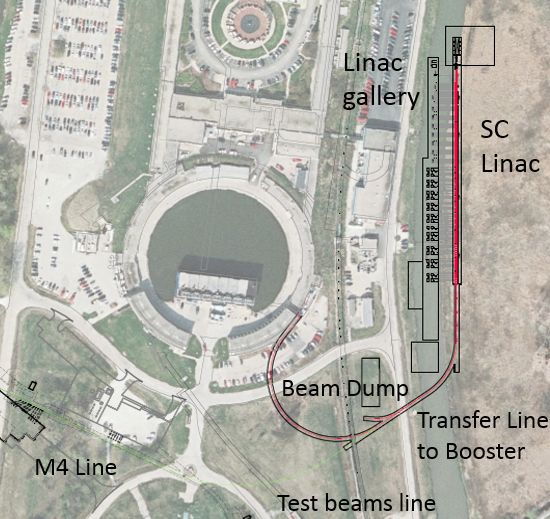 Linac
gallery
SC
Linac
Beam Dump
Transfer Line
to Booster
M4 Line
Test beams line